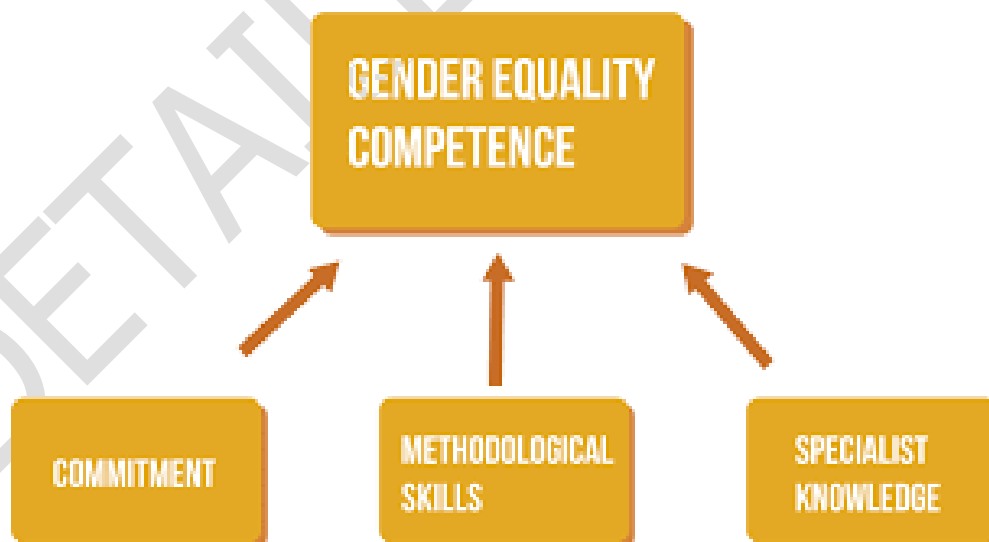 GENDER EQUALITY
COMPETENCE
COMMITMENT
METHODOLOGICAL
SKILLS
SPECIALIST
KNOWLEDGE